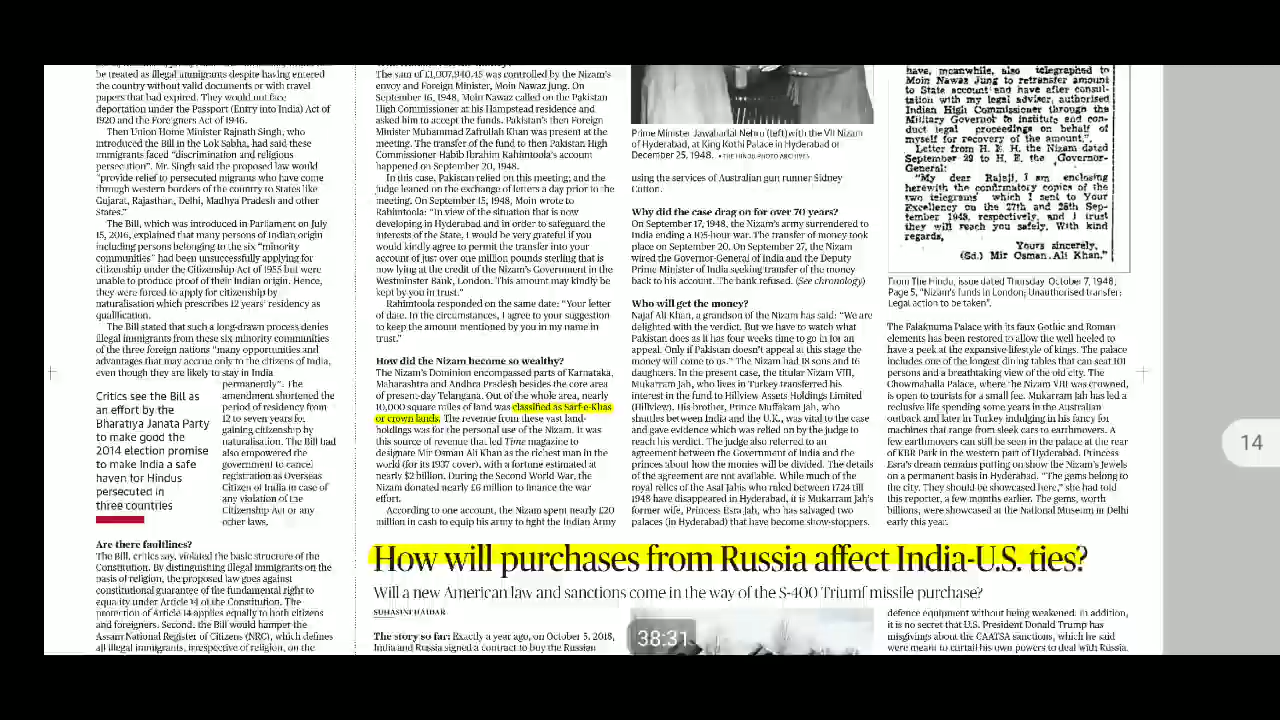 be treated as illegal immigrants despite having entered
the country without valid documents or with travel
papers that had expired. They would not face
deportation under the Passport (Entry into India) Act of
1920 and the Foreigners Act of 1946.
Then Union Home Minister Rajnath Singh, who
introduced the Bill in the Lok Sabha, had said these
immigrants faced “discrimination and religious
persecution”. Mr. Singh said the proposed law would
“provide relief to persecuted migrants who have come
through western borders of the country to States like
Gujarat, Rajasthan, Delhi, Madhya Pradesh and other
States.”
The Bill, which was introduced in Parliament on July
15, 2016, explained that many persons of Indian origin
including persons belonging to the six “minority
communities” had been unsuccessfully applying for
citizenship under the Citizenship Act of 1955 but were
unable to produce proof of their Indian origin. Hence,
they were forced to apply for citizenship by
naturalisation which prescribes 12 years' residency as
qualification.
The Bill stated that such a long-drawn process denies
illegal immigrants from these six minority communities
of the three foreign nations “many opportunities and
advantages that may accrue only to the citizens of India,
even though they are likely to stay in India
permanently”. The
amendment shortened the
period of residency from
12 to seven years for
gaining citizenship by
naturalisation. The Bill had
also empowered the
government to cancel
registration as Overseas
Citizen of India in case of
any violation of the
Citizenship Act or any
other laws.
Critics see the Bill as
an effort by the
Bharatiya Janata Party
to make good the
2014 election promise
to make India a safe
haven for Hindus
persecuted in
three countries
Are there faultlines?
The Bill, critics say, violated the basic structure of the
Constitution. By distinguishing illegal immigrants on the
basis of religion, the proposed law goes against
constitutional guarantee of the fundamental right to
equality under Article 14 of the Constitution. The
protection of Article 14 applies equally to both citizens
and foreigners. Second, the Bill would hamper the
Assam National Register of Citizens (NRC), which defines
all illegal immigrants, irrespective of religion, on the
The sum of £1,007,940.45 was controlled by the Nizam's
envoy and Foreign Minister, Moin Nawaz Jung. On
September 16, 1948, Moin Nawaz called on the Pakistan
High Commissioner at his Hampstead residence and
asked him to accept the funds. Pakistan's then Foreign
Minister Muhammad Zafrullah Khan was present at the
meeting. The transfer of the fund to then Pakistan High
Commissioner Habib Ibrahim Rahimtoola's account
happened on September 20, 1948.
In this case, Pakistan relied on this meeting; and the
judge leaned on the exchange of letters a day prior to the
meeting. On September 15, 1948, Moin wrote to
Rahimtoola: “In view of the situation that is now
developing in Hyderabad and in order to safeguard the
interests of the State, I would be very grateful if you
would kindly agree to permit the transfer into your
account of just over one million pounds sterling that is
now lying at the credit of the Nizam's Government in the
Westminster Bank, London. This amount may kindly be
kept by you in trust.”
Rahimtoola responded on the same date: “Your letter
of date. In the circumstances, I agree to your suggestion
to keep the amount mentioned by you in my name in
trust.”
How did the Nizam become so wealthy?
The Nizam's Dominion encompassed parts of Karnataka,
Maharashtra and Andhra Pradesh besides the core area
of present-day Telangana. Out of the whole area, nearly
10,000 square miles of land was classified as Sarf-e-Khas
or crown lands. The revenue from these vast land-
holdings was for the personal use of the Nizam. It was
this source of revenue that led Time magazine to
designate Mir Osman Ali Khan as the richest man in the
world (for its 1937 cover), with a fortune estimated at
nearly $2 billion. During the Second World War, the
Nizam donated nearly £6 million to finance the war
effort.
According to one account, the Nizam spent nearly £20
million in cash to equip his army to fight the Indian Army
Prime Minister Jawaharlal Nehru (left) with the VII Nizam
of Hyderabad, at King Kothi Palace in Hyderabad on
December 25, 1948. • THE HINDU PHOTO ARCHIVES
using the services of Australian gun runner Sidney
Cotton.
Why did the case drag on for over 70 years?
On September 17, 1948, the Nizam's army surrendered to
India ending a 105-hour war. The transfer of money took
place on September 20. On September 27, the Nizam
wired the Governor-General of India and the Deputy
Prime Minister of India seeking transfer of the money
back to his account. The bank refused. (See chronology)
Who will get the money?
Najaf Ali Khan, a grandson of the Nizam has said: “We are
delighted with the verdict. But we have to watch what
Pakistan does as it has four weeks time to go in for an
appeal. Only if Pakistan doesn't appeal at this stage the
money will come to us.” The Nizam had 18 sons and 16
daughters. In the present case, the titular Nizam VIII,
Mukarram Jah, who lives in Turkey transferred his
interest in the fund to Hillview Assets Holdings Limited
(Hillview). His brother, Prince Muffakam Jah, who
shuttles between India and the U.K., was vital to the case
and gave evidence which was relied on by the judge to
reach his verdict. The judge also referred to an
agreement between the Government of India and the
princes about how the monies will be divided. The details
of the agreement are not available. While much of the
royal relics of the Asaf Jahis who ruled between 1724 till
1948 have disappeared in Hyderabad, it is Mukarram Jah's
former wife, Princess Esra Jah, who has salvaged two
palaces (in Hyderabad) that have become show-stoppers.
have, meanwhile, also telegraphed to
Moin Nawaz Jung to retransfer amount
to State account and have after consul-
tation with my legal adviser, authorised
Indian High Commissioner through the
Military Governor to institute and con-
duct legal proceedings on behalf of
myself for recovery of the amount.”
Letter from H. E. H. the Nizam dated
September 29 to H. E. the Governor-
General:
“My dear Rajaji, I am enclosing
herewith the confirmatory copies of the
two telegrams which I sent to Your
Excellency on the 27th and 28th Sep-
tember 1948, respectively, and I trust
they will reach you safely. With kind
regards,
Yours sincerely,
(Sd.) Mir Osman Ali Khan.”
From The Hindu, issue dated Thursday October 7, 1948;
Page 5, “Nizam's funds in London; Unauthorised transfer;
Legal action to be taken”.
The Falaknuma Palace with its faux Gothic and Roman
elements has been restored to allow the well heeled to
have a peek at the expansive lifestyle of kings. The palace
includes one of the longest dining tables that can seat 101
persons and a breathtaking view of the old city. The
Chowmahalla Palace, where the Nizam VIII was crowned,
is open to tourists for a small fee. Mukarram Jah has led a
reclusive life spending some years in the Australian
outback and later in Turkey indulging in his fancy for
machines that range from sleek cars to earthmovers. A
few earthmovers can still be seen in the palace at the rear
of KBR Park in the western part of Hyderabad. Princess
Esra's dream remains putting on show the Nizam's Jewels
on a permanent basis in Hyderabad. “The gems belong to
the city. They should be showcased here,” she had told
this reporter, a few months earlier. The gems, worth
billions, were showcased at the National Museum in Delhi
early this year.
How will purchases from Russia affect India-U.S. ties?
Will a new American law and sanctions come in the way of the S-400 Triumf missile purchase?
SUHASINI HAIDAR
The story so far: Exactly a year ago, on October 5, 2018,
India and Russia signed a contract to buy the Russian
38:31
defence equipment without being weakened. In addition,
it is no secret that U.S. President Donald Trump has
misgivings about the CAATSA sanctions, which he said
were meant to curtail his own powers to deal with Russia.
14